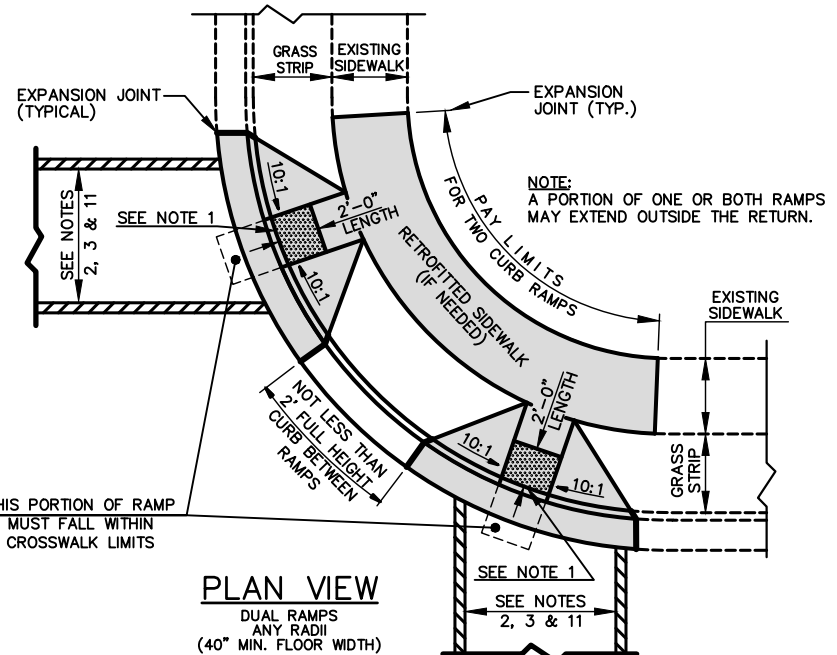 GRASS
STRIP
EXISTING
SIDEWALK
EXPANSION JOINT
(TYPICAL)
EXPANSION
JOINT (TYP.)
NOTE:
A PORTION OF ONE OR BOTH RAMPS
MAY EXTEND OUTSIDE THE RETURN.
PAY LIMITS
FOR TWO CURB RAMPS
10:1
2'-0"
LENGTH
SEE NOTE 1
SEE NOTES
2, 3 & 11
10:1
RETROFITTED SIDEWALK
(IF NEEDED)
EXISTING
SIDEWALK
NOT LESS THAN
2' FULL HEIGHT
CURB BETWEEN
RAMPS
2'-0"
LENGTH
10:1
10:1
GRASS
STRIP
THIS PORTION OF RAMP
MUST FALL WITHIN
CROSSWALK LIMITS
SEE NOTE 1
SEE NOTES
2, 3 & 11
PLAN VIEW
DUAL RAMPS
ANY RADII
(40" MIN. FLOOR WIDTH)